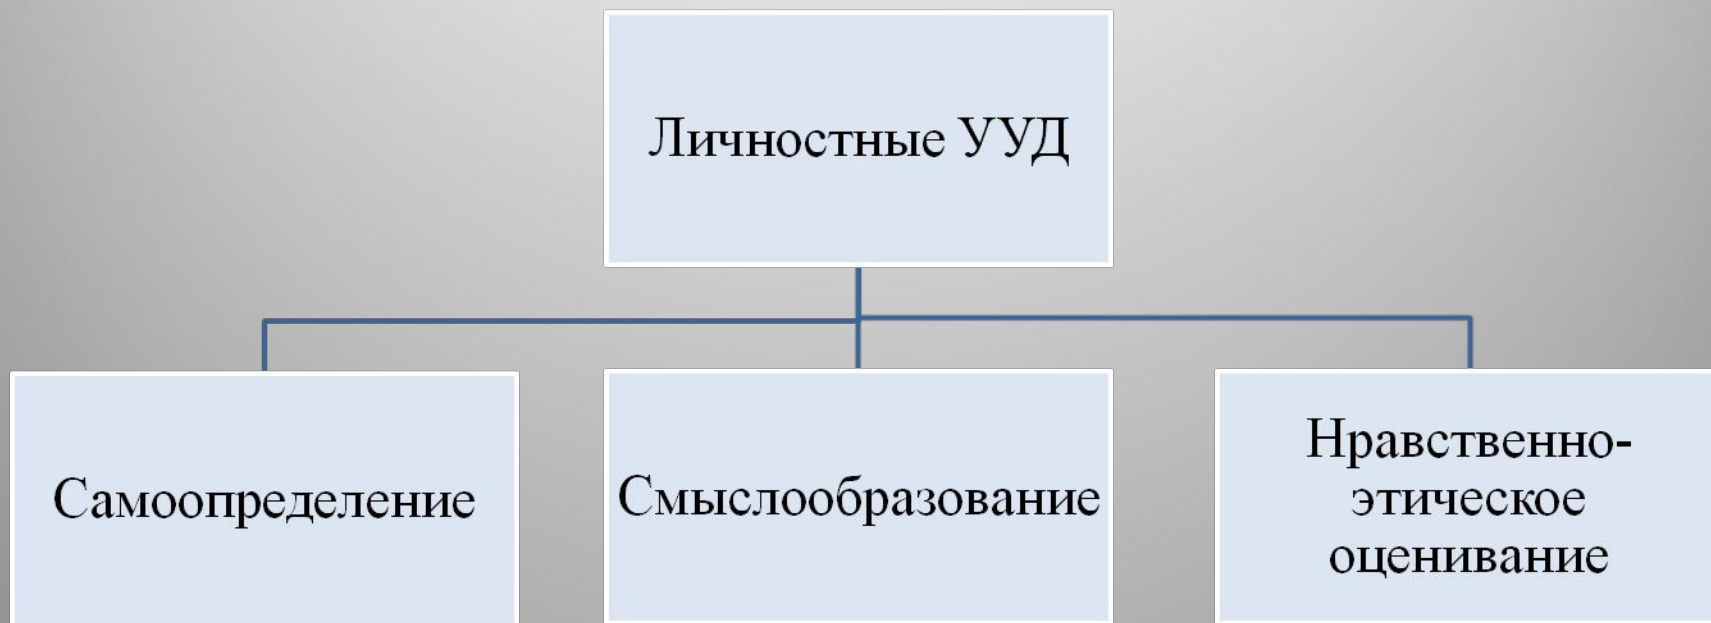 Личностные УУД
Самоопределение
Смыслообразование
Нравственно-
этическое
оценивание